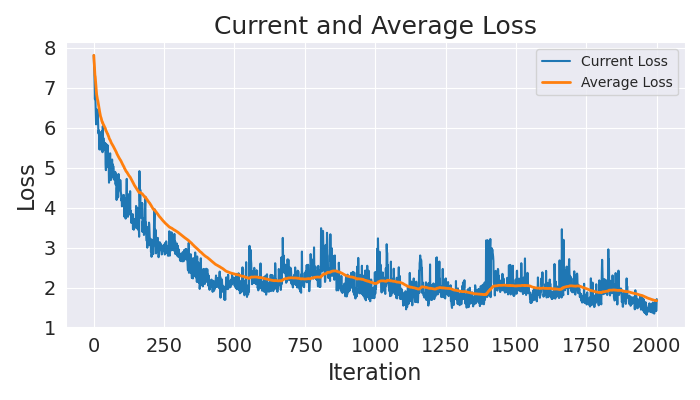 Current and Average Loss
Current Loss
Average Loss
8
7
6
5
4
3
2
1
Loss
0 250 500 750 1000 1250 1500 1750 2000
Iteration